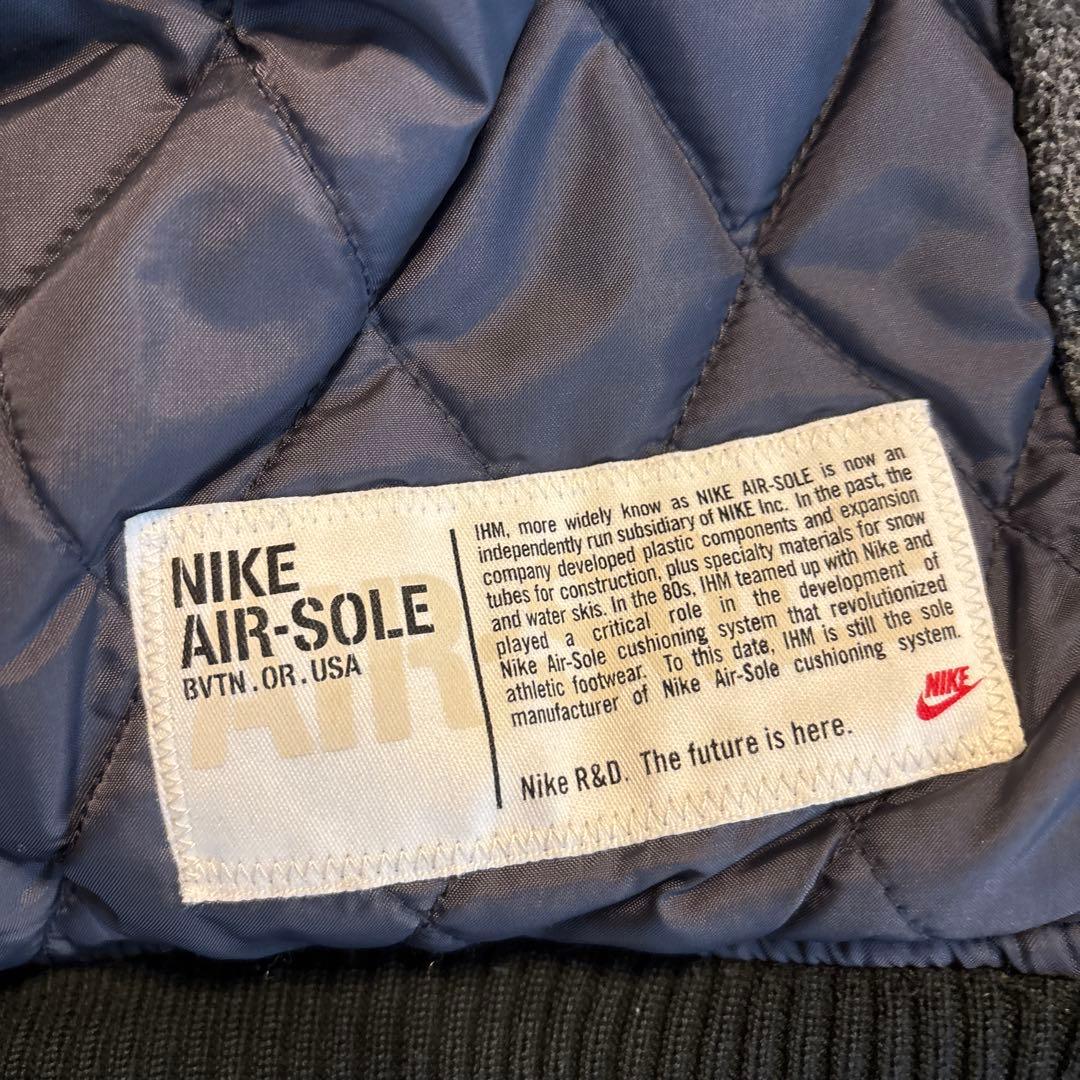 NIKE
AIR-SOLE
BVTN.OR.USA
AIR
IHM, more widely know as NIKE AIR-SOLE is now an
independently run subsidiary of NIKE Inc. In the past, the
company developed plastic components and expansion
tubes for construction, plus specialty materials for snow
and water skis. In the 80s, IHM teamed up with Nike and
played a critical role in the development of
Nike Air-Sole cushioning system that revolutionized
athletic footwear. To this date, IHM is still the sole
manufacturer of Nike Air-Sole cushioning system.
NIKE
Nike R&D. The future is here.